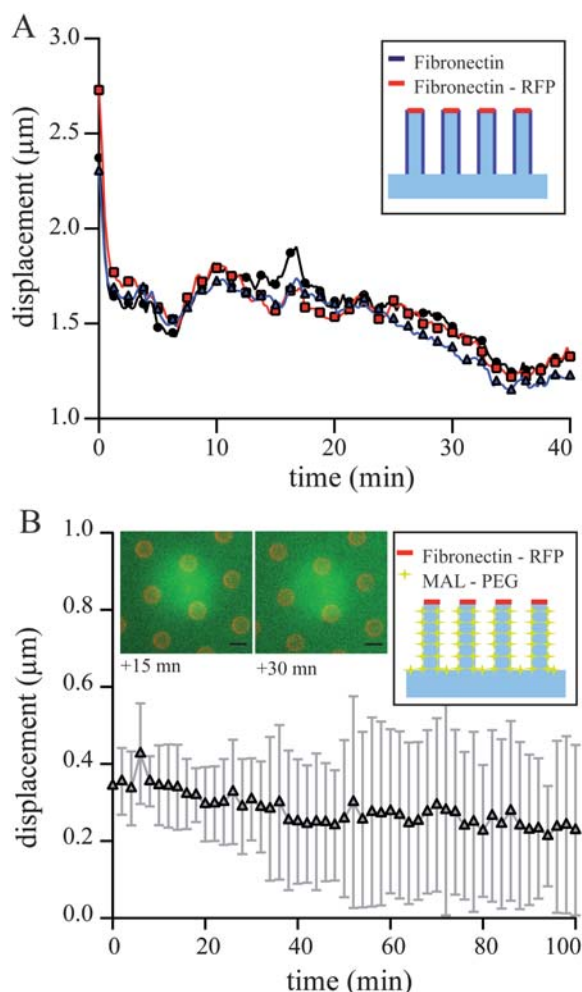 A
3.0
2.5
2.0
1.5
1.0
displacement (µm)
0
10
20
30
40
time (min)
Fibronectin
Fibronectin - RFP
B
1.0
0.8
0.6
0.4
0.2
0.0
displacement (µm)
0
20
40
60
80
100
time (min)
+15 mn
+30 mn
Fibronectin - RFP
MAL - PEG